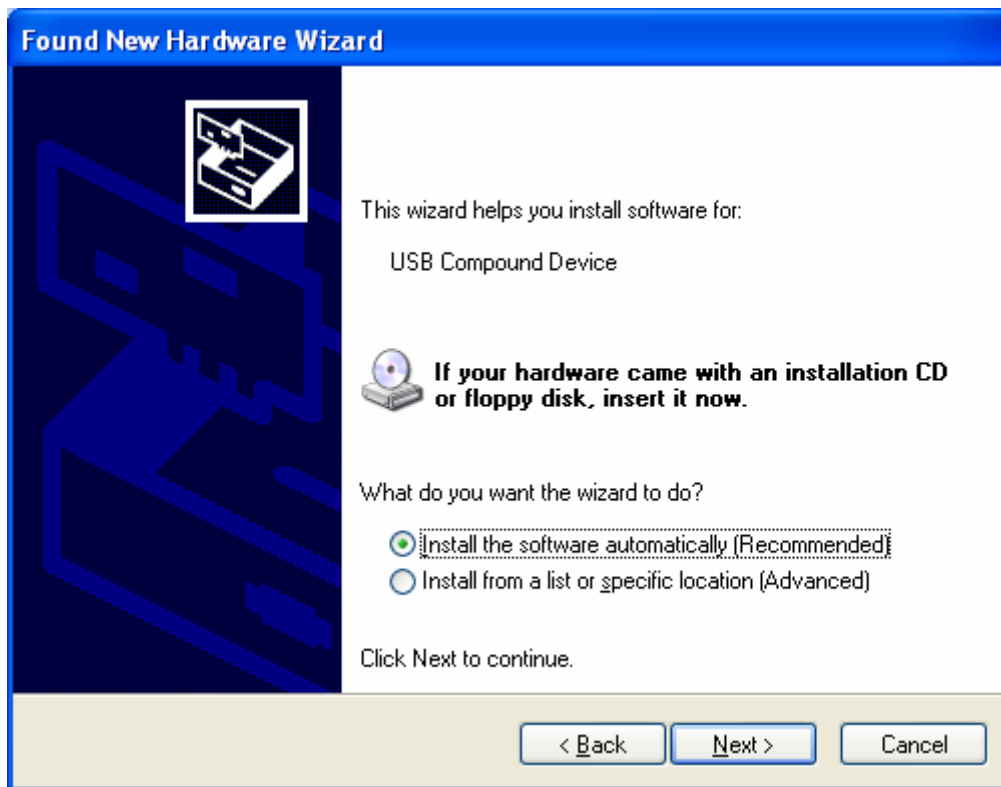 Found New Hardware Wizard
This wizard helps you install software for:
USB Compound Device
If your hardware came with an installation CD
or floppy disk, insert it now.
What do you want the wizard to do?
Install the software automatically (Recommended)
Install from a list or specific location (Advanced)
Click Next to continue.
< Back
Next >
Cancel